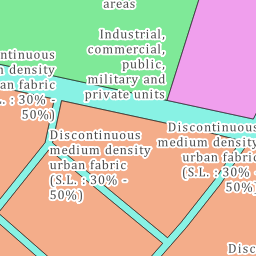 areas
Industrial,
commercial,
public,
military and
private units
ontinuous
m density
rban fabric
L. : 30% -
50%)
Discontinuous
medium density
urban fabric
(S.L. : 30% -
50%)
Discontinuous
medium density
urban fabric
(S.L. : 30% -
50%)
Disc